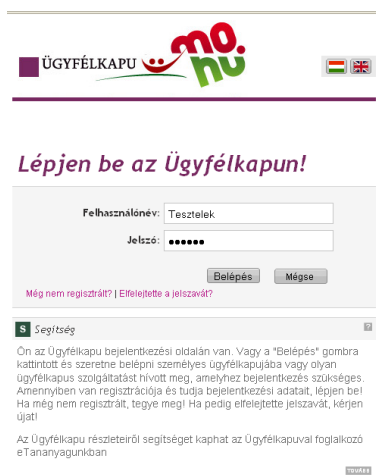 ÜGYFÉLKAPU
mo.
hu
Lépjen be az Ügyfélkapun!
Felhasználónév: Tesztelek
Jelszó: ●●●●●●
Belépés Mégse
Még nem regisztrált? | Elfelejtette a jelszavát?
S Segítség ?
Ön az Ügyfélkapu bejelentkezési oldalán van. Vagy a "Belépés" gombra
kattintott és szeretne belépni személyes ügyfélkapujába vagy olyan
ügyfélkapus szolgáltatást hívott meg, amelyhez bejelentkezés szükséges.
Amennyiben van regisztrációja és tudja bejelentkezési adatait, lépjen be!
Ha még nem regisztrált, tegye meg! Ha pedig elfelejtette jelszavát, kérjen
újat!
Az Ügyfélkapu részleteiről segítséget kaphat az Ügyfélkapuval foglalkozó
eTananyagunkban
TOVÁBB